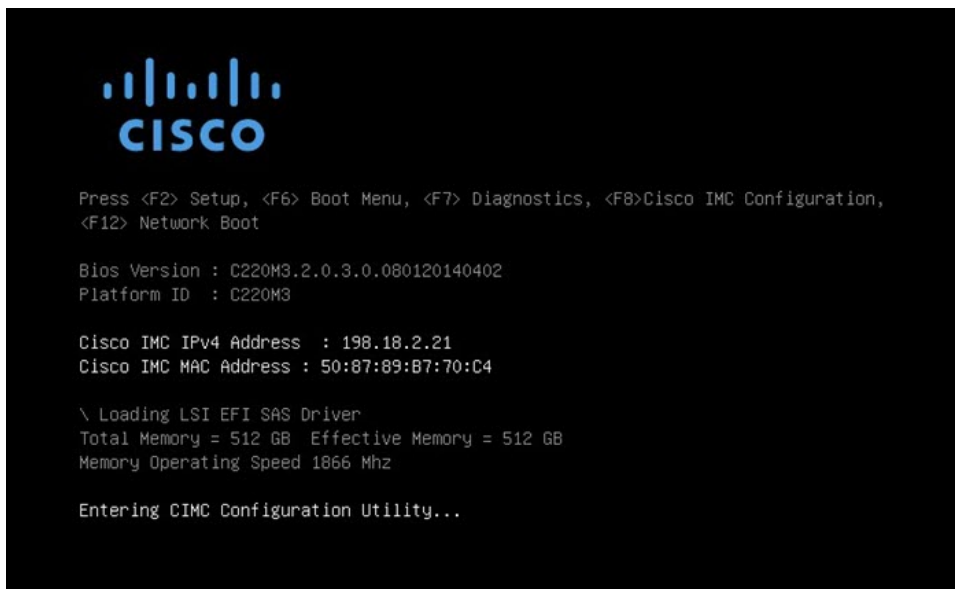 CISCO
Press <F2> Setup, <F6> Boot Menu, <F7> Diagnostics, <F8>Cisco IMC Configuration,
<F12> Network Boot
Bios Version : C220M3.2.0.3.0.080120140402
Platform ID : C220M3
Cisco IMC IPv4 Address : 198.18.2.21
Cisco IMC MAC Address : 50:87:89:B7:70:C4
\ Loading LSI EFI SAS Driver
Total Memory = 512 GB Effective Memory = 512 GB
Memory Operating Speed 1866 Mhz
Entering CIMC Configuration Utility...